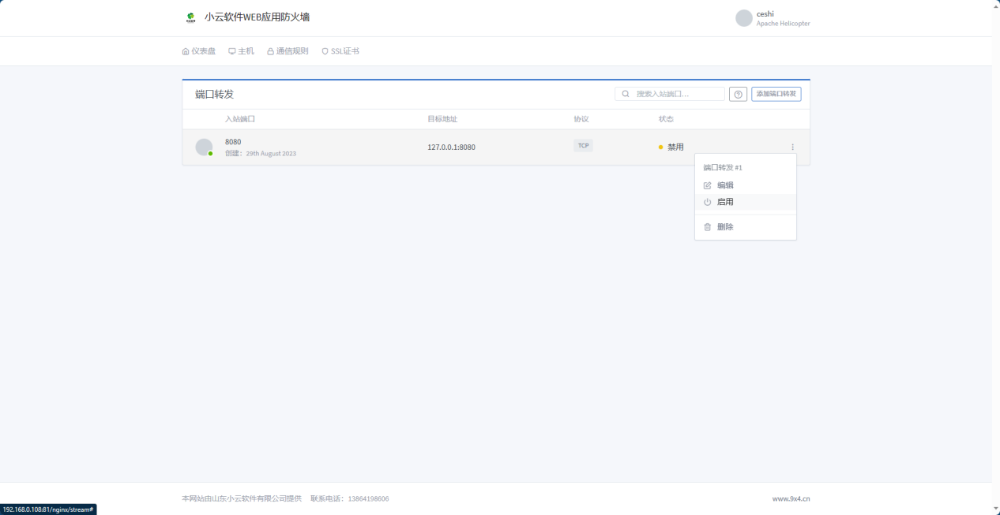 小云软件WEB应用防火墙
ceshi
Apache Helicopter
仪表盘 主机 通信规则 SSL证书
端口转发 搜索入站端口... 添加端口转发
入站端口 目标地址 协议 状态
8080
创建：29th August 2023
127.0.0.1:8080 TCP 禁用
端口转发 #1
编辑
启用
删除
本网站由山东小云软件有限公司提供 联系电话：13864198606 www.9x4.cn
192.168.0.108:81/nginx/stream#